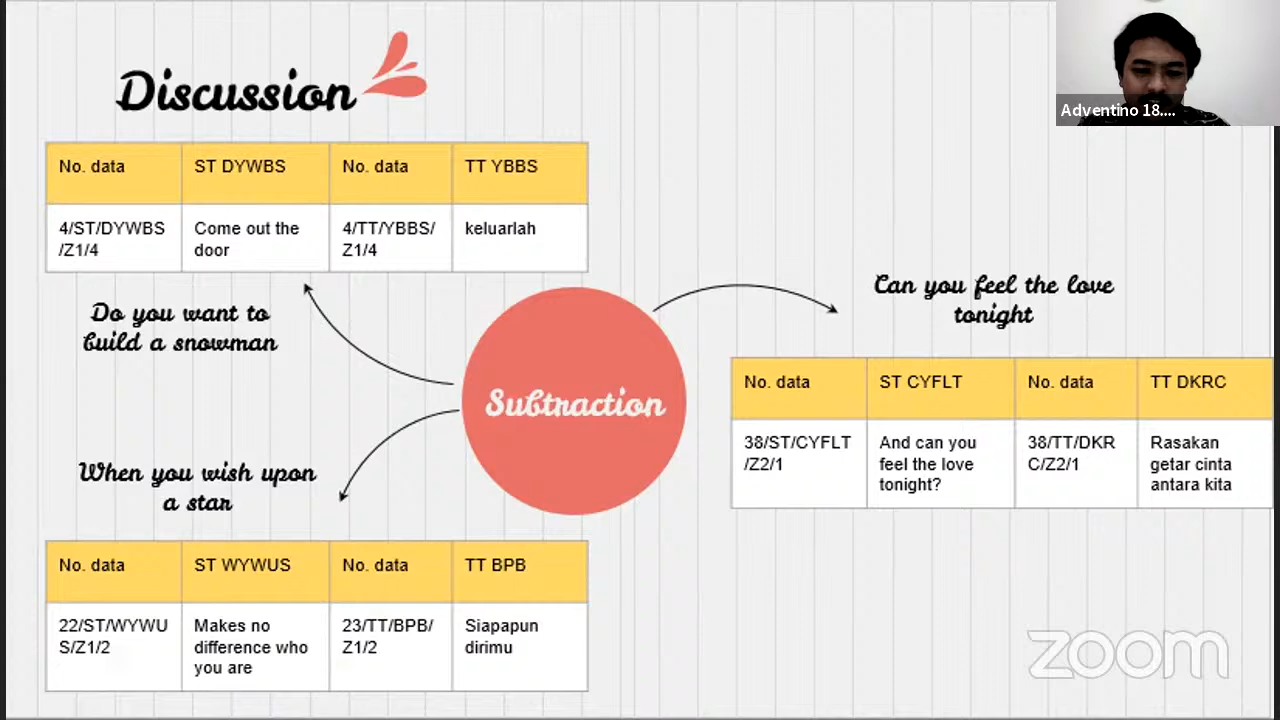 Discussion
Adventino 18....
No. data
ST DYWBS
No. data
TT YBBS
4/ST/DYWBS
/Z1/4
Come out the
door
4/TT/YBBS/
Z1/4
keluarlah
Do you want to
build a snowman
Subtraction
Can you feel the love
tonight
No. data
ST CYFLT
No. data
TT DKRC
38/ST/CYFLT
/Z2/1
And can you
feel the love
tonight?
38/TT/DKR
C/Z2/1
Rasakan
getar cinta
antara kita
When you wish upon
a star
No. data
ST WYWUS
No. data
TT BPB
22/ST/WYWU
S/Z1/2
Makes no
difference who
you are
23/TT/BPB/
Z1/2
Siapapun
dirimu
zoom